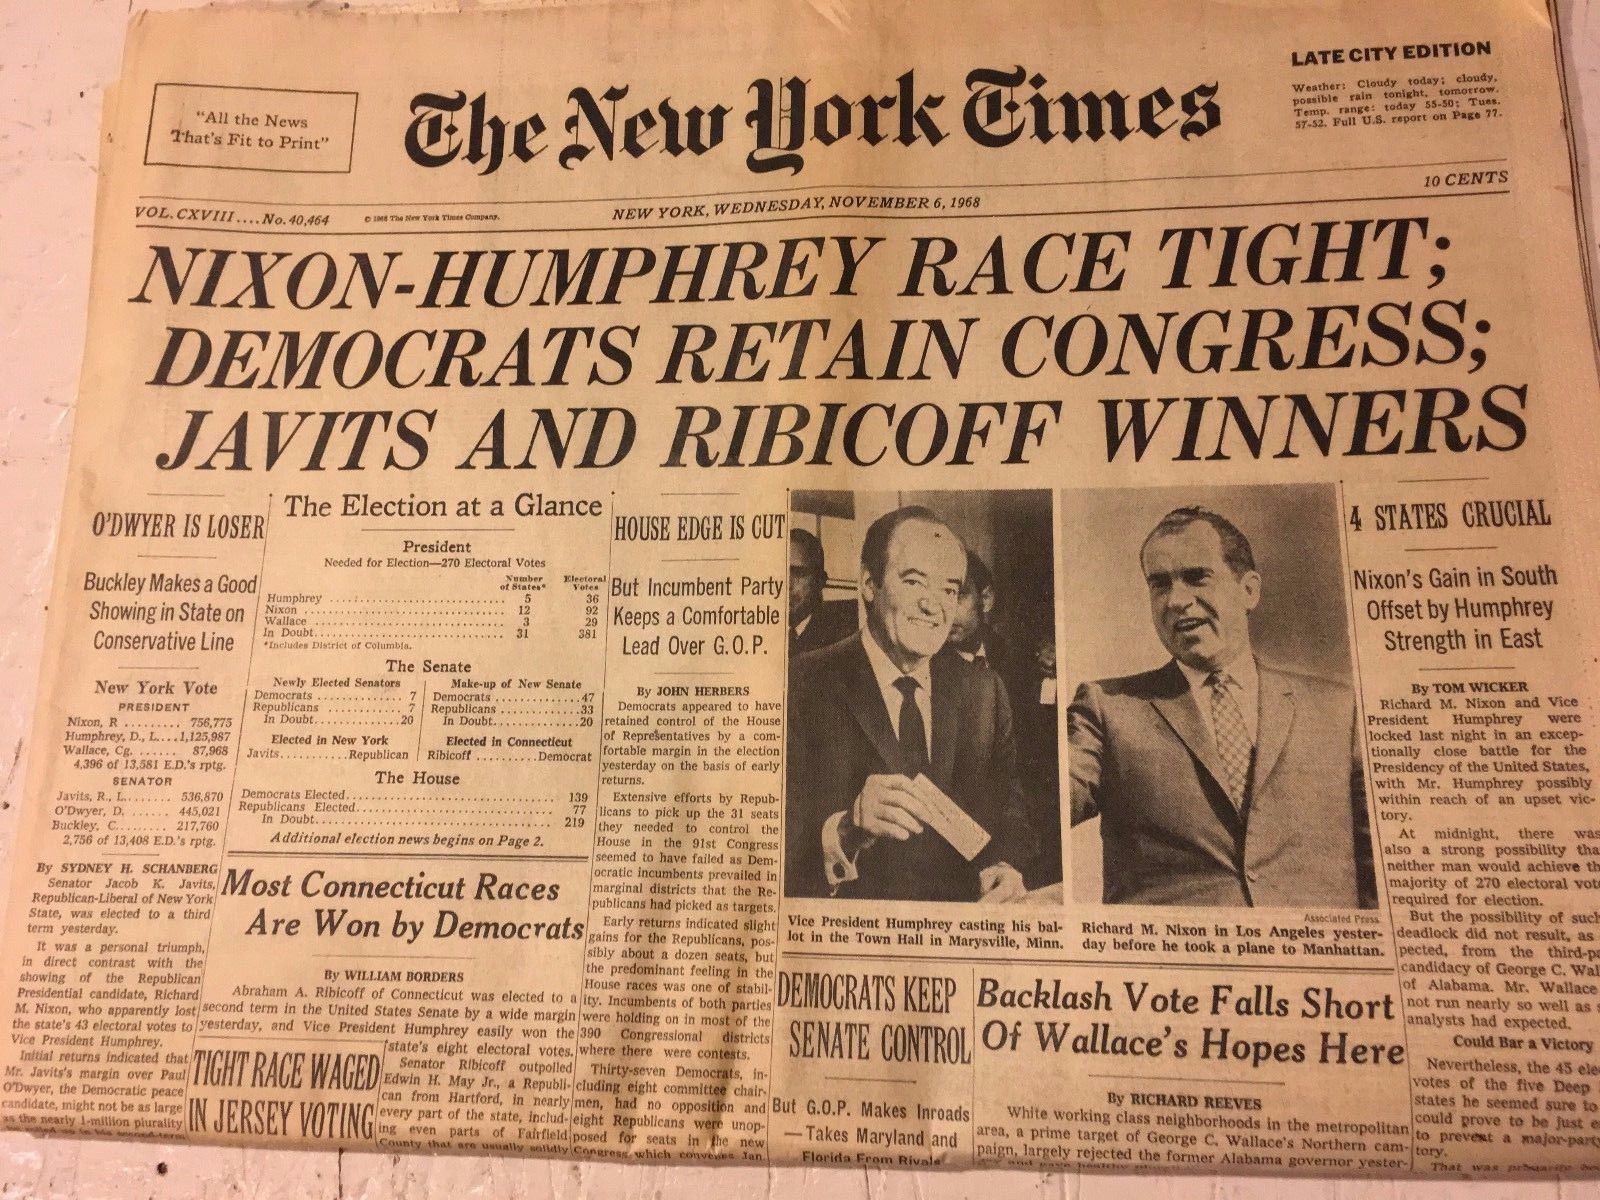 "All the News
That's Fit to Print"
The New York Times
LATE CITY EDITION
Weather: Cloudy today; cloudy,
possible rain tonight, tomorrow.
Temp. range: today 55-50; Tues.
57-52. Full U.S. report on Page 77.
VOL. CXVIII....No. 40,464
© 1968 The New York Times Company.
NEW YORK, WEDNESDAY, NOVEMBER 6, 1968
10 CENTS
NIXON-HUMPHREY RACE TIGHT;
DEMOCRATS RETAIN CONGRESS;
JAVITS AND RIBICOFF WINNERS
O'DWYER IS LOSER
Buckley Makes a Good
Showing in State on
Conservative Line
New York Vote
PRESIDENT
Nixon, R ......... 756,775
Humphrey, D., L....1,125,987
Wallace, Cg. ...... 87,968
4,396 of 13,581 E.D.'s rptg.
SENATOR
Javits, R., L....... 536,870
O'Dwyer, D. ...... 445,021
Buckley, C........ 217,760
2,756 of 13,408 E.D.'s rptg.
By SYDNEY H. SCHANBERG
Senator Jacob K. Javits,
Republican-Liberal of New York
State, was elected to a third
term yesterday.
It was a personal triumph,
in direct contrast with the
showing of the Republican
Presidential candidate, Richard
M. Nixon, who apparently lost
the state's 43 electoral votes to
Vice President Humphrey.
Initial returns indicated that
Mr. Javits's margin over Paul
O'Dwyer, the Democratic peace
candidate, might not be as large
as the nearly 1-million plurality
The Election at a Glance
President
Needed for Election—270 Electoral Votes
Number of States* Electoral Votes
Humphrey 5 36
Nixon 12 92
Wallace 3 29
In Doubt 31 381
*Includes District of Columbia.
The Senate
Newly Elected Senators
Democrats 7
Republicans 7
In Doubt 20
Make-up of New Senate
Democrats 47
Republicans 33
In Doubt 20
Elected in New York
Javits Republican
Elected in Connecticut
Ribicoff Democrat
The House
Democrats Elected 139
Republicans Elected 77
In Doubt 219
Additional election news begins on Page 2.
Most Connecticut Races
Are Won by Democrats
By WILLIAM BORDERS
Abraham A. Ribicoff of Connecticut was elected to a
second term in the United States Senate by a wide margin
yesterday, and Vice President Humphrey easily won the
state's eight electoral votes.
Senator Ribicoff outpolled
Edwin H. May Jr., a Republi-
can from Hartford, in nearly
every part of the state, includ-
ing even parts of Fairfield
County that are usually solidly
TIGHT RACE WAGED
IN JERSEY VOTING
HOUSE EDGE IS CUT
But Incumbent Party
Keeps a Comfortable
Lead Over G.O.P.
By JOHN HERBERS
Democrats appeared to have
retained control of the House
of Representatives by a com-
fortable margin in the election
yesterday on the basis of early
returns.
Extensive efforts by Repub-
licans to pick up the 31 seats
they needed to control the
House in the 91st Congress
seemed to have failed as Dem-
ocratic incumbents prevailed in
marginal districts that the Re-
publicans had picked as targets.
Early returns indicated slight
gains for the Republicans, pos-
sibly about a dozen seats, but
the predominant feeling in the
House races was one of stabil-
ity. Incumbents of both parties
were holding on in most of the
390 Congressional districts
where there were contests.
Thirty-seven Democrats, in-
cluding eight committee chair-
men, had no opposition and
eight Republicans were unop-
posed for seats in the new
Congress which convenes Jan.
Associated Press
Vice President Humphrey casting his bal-
lot in the Town Hall in Marysville, Minn.
Richard M. Nixon in Los Angeles yester-
day before he took a plane to Manhattan.
DEMOCRATS KEEP
SENATE CONTROL
But G.O.P. Makes Inroads
—Takes Maryland and
Florida From Rivals
Backlash Vote Falls Short
Of Wallace's Hopes Here
By RICHARD REEVES
White working class neighborhoods in the metropolitan
area, a prime target of George C. Wallace's Northern cam-
paign, largely rejected the former Alabama governor yester-
4 STATES CRUCIAL
Nixon's Gain in South
Offset by Humphrey
Strength in East
By TOM WICKER
Richard M. Nixon and Vice
President Humphrey were
locked last night in an excep-
tionally close battle for the
Presidency of the United States,
with Mr. Humphrey possibly
within reach of an upset vic-
tory.
At midnight, there was
also a strong possibility tha
neither man would achieve th
majority of 270 electoral vot
required for election.
But the possibility of such
deadlock did not result, as
pected, from the third-pa
candidacy of George C. Wal
of Alabama. Mr. Wallace
not run nearly so well as s
analysts had expected.
Could Bar a Victory
Nevertheless, the 45 elec
votes of the five Deep
states he seemed sure to
could prove to be just e
to prevent a major-party
tory.
That was